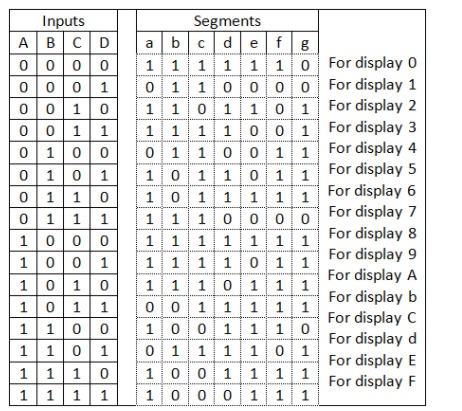 Inputs Segments
A B C D a b c d e f g
0 0 0 0 1 1 1 1 1 1 0 For display 0
0 0 0 1 0 1 1 0 0 0 0 For display 1
0 0 1 0 1 1 0 1 1 0 1 For display 2
0 0 1 1 1 1 1 1 0 0 1 For display 3
0 1 0 0 0 1 1 0 0 1 1 For display 4
0 1 0 1 1 0 1 1 0 1 1 For display 5
0 1 1 0 1 0 1 1 1 1 1 For display 6
0 1 1 1 1 1 1 0 0 0 0 For display 7
1 0 0 0 1 1 1 1 1 1 1 For display 8
1 0 0 1 1 1 1 1 0 1 1 For display 9
1 0 1 0 1 1 1 0 1 1 1 For display A
1 0 1 1 0 0 1 1 1 1 1 For display b
1 1 0 0 1 0 0 1 1 1 0 For display C
1 1 0 1 0 1 1 1 1 0 1 For display d
1 1 1 0 1 0 0 1 1 1 1 For display E
1 1 1 1 1 0 0 0 1 1 1 For display F